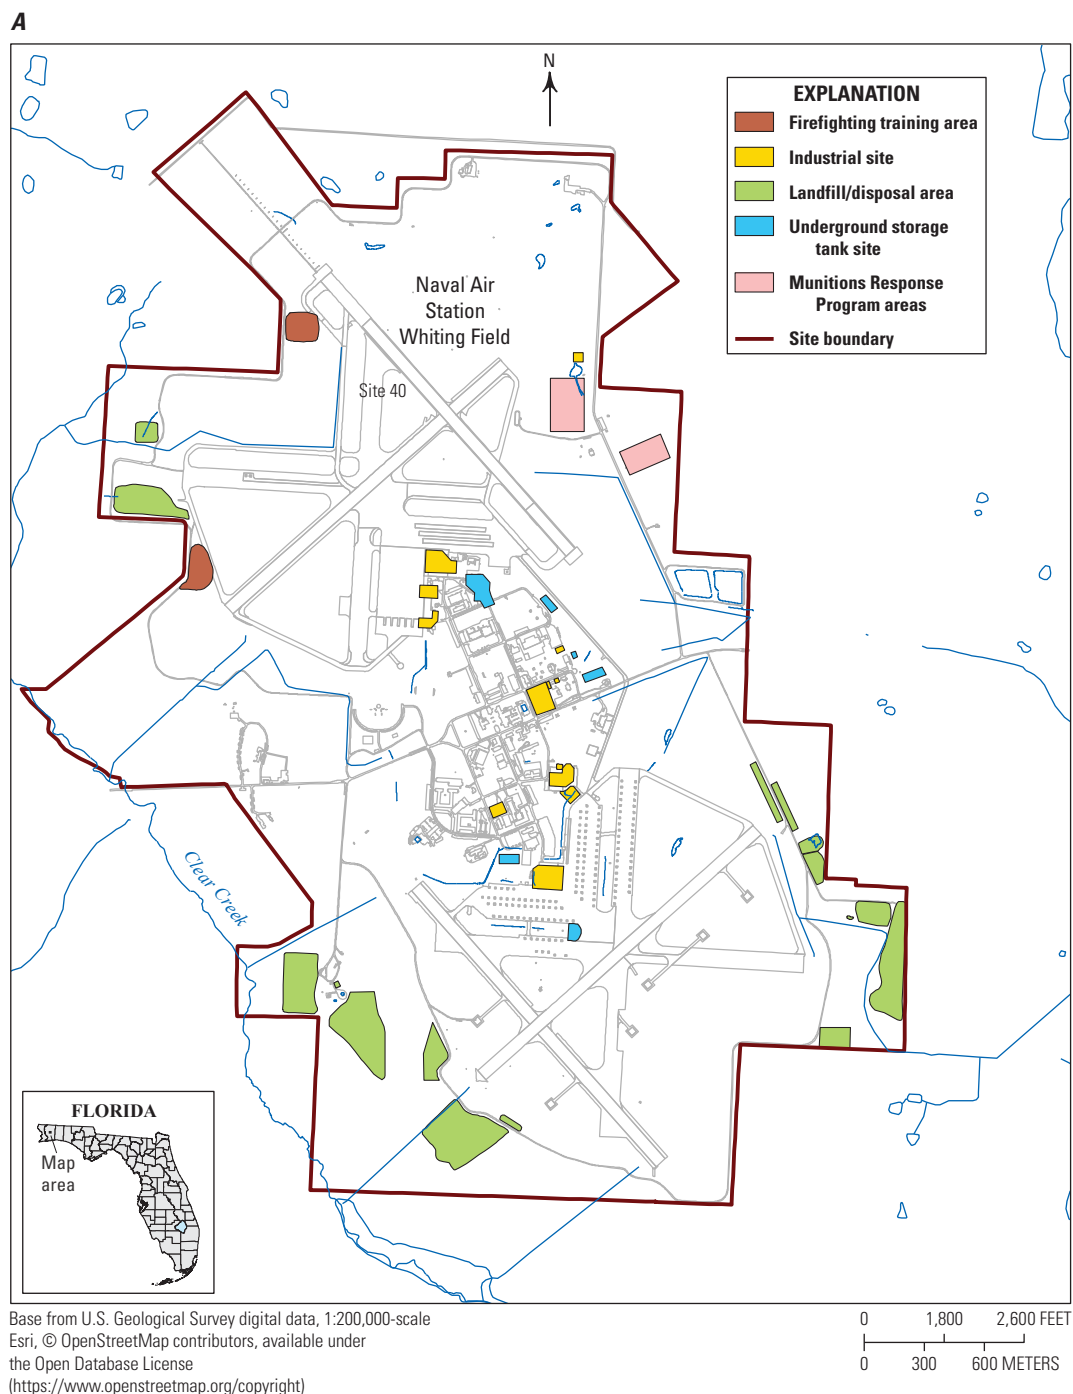 A
N
EXPLANATION
Firefighting training area
Industrial site
Landfill/disposal area
Underground storage
tank site
Munitions Response
Program areas
Site boundary
Naval Air
Station
Whiting Field
Site 40
Clear Creek
FLORIDA
Map
area
Base from U.S. Geological Survey digital data, 1:200,000-scale
Esri, © OpenStreetMap contributors, available under
the Open Database License
(https://www.openstreetmap.org/copyright)
0 1,800 2,600 FEET
0 300 600 METERS